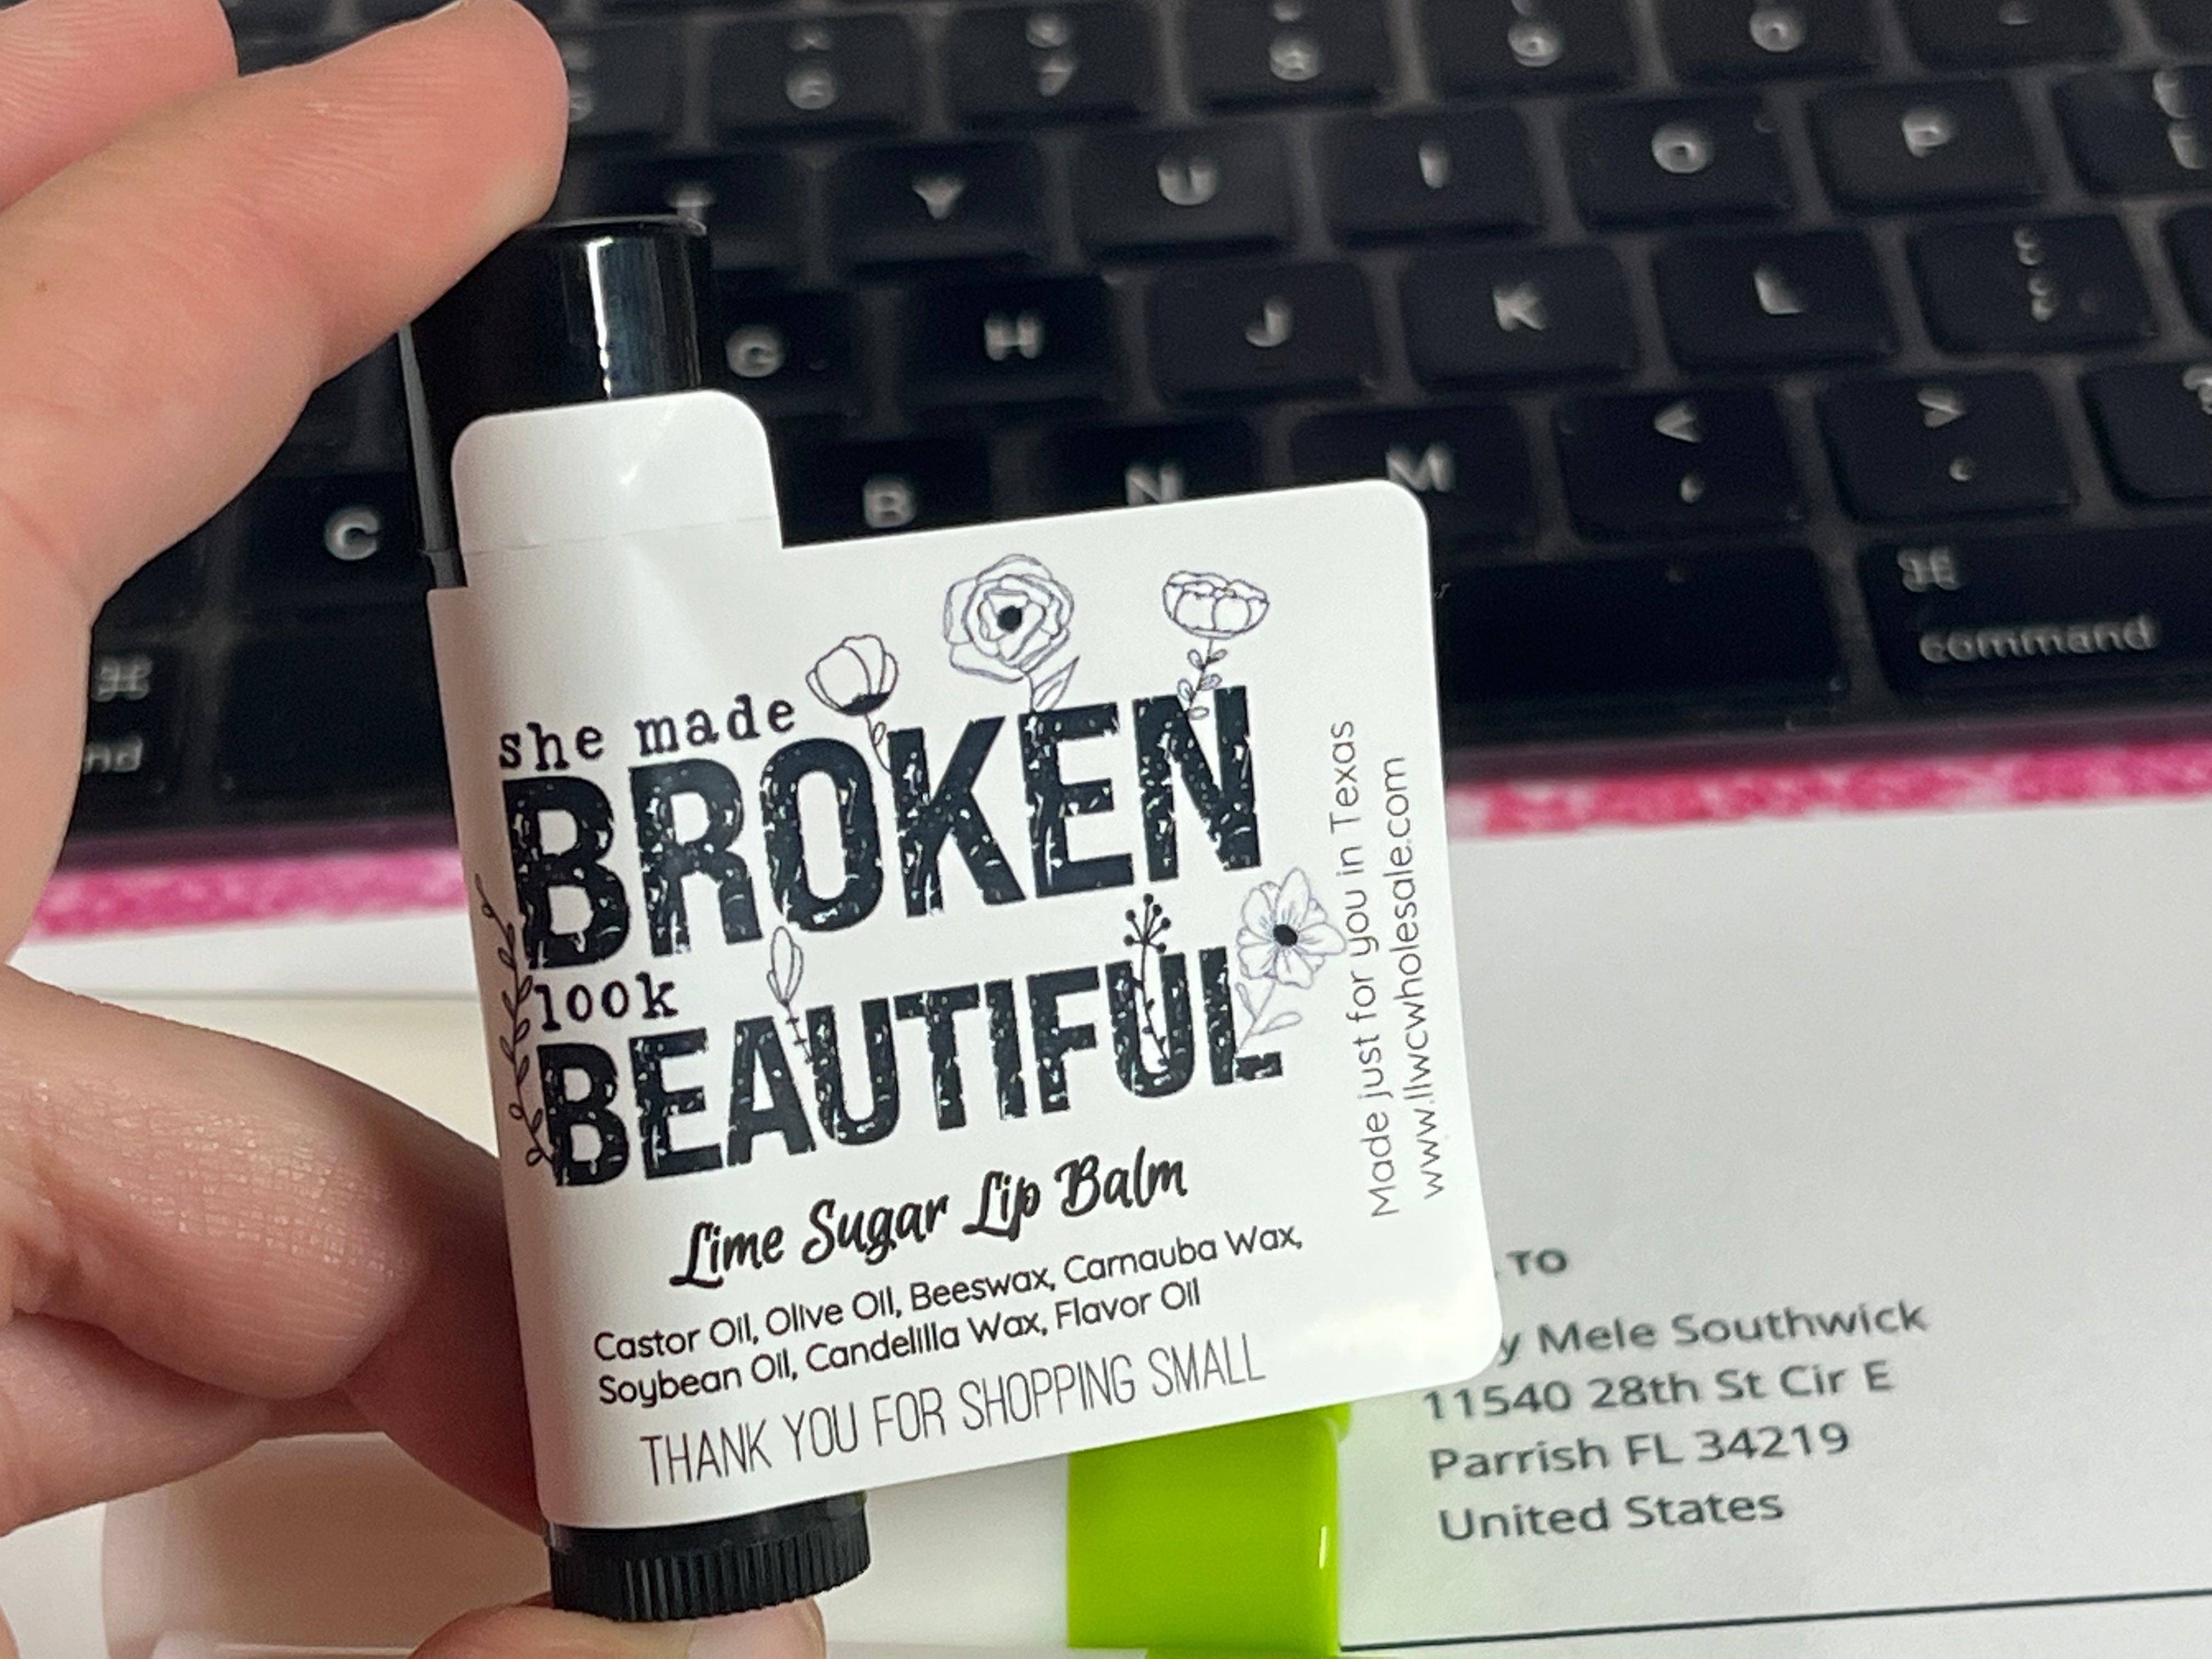 she made
BROKEN
look
BEAUTIFUL
Lime Sugar Lip Balm
Castor Oil, Olive Oil, Beeswax, Carnauba Wax,
Soybean Oil, Candelilla Wax, Flavor Oil
THANK YOU FOR SHOPPING SMALL
Made just for you in Texas
www.llwcwholesale.com
TO
y Mele Southwick
11540 28th St Cir E
Parrish FL 34219
United States
Y U I O P
G H J K L
C B N M
⌘
command
⌘
nd